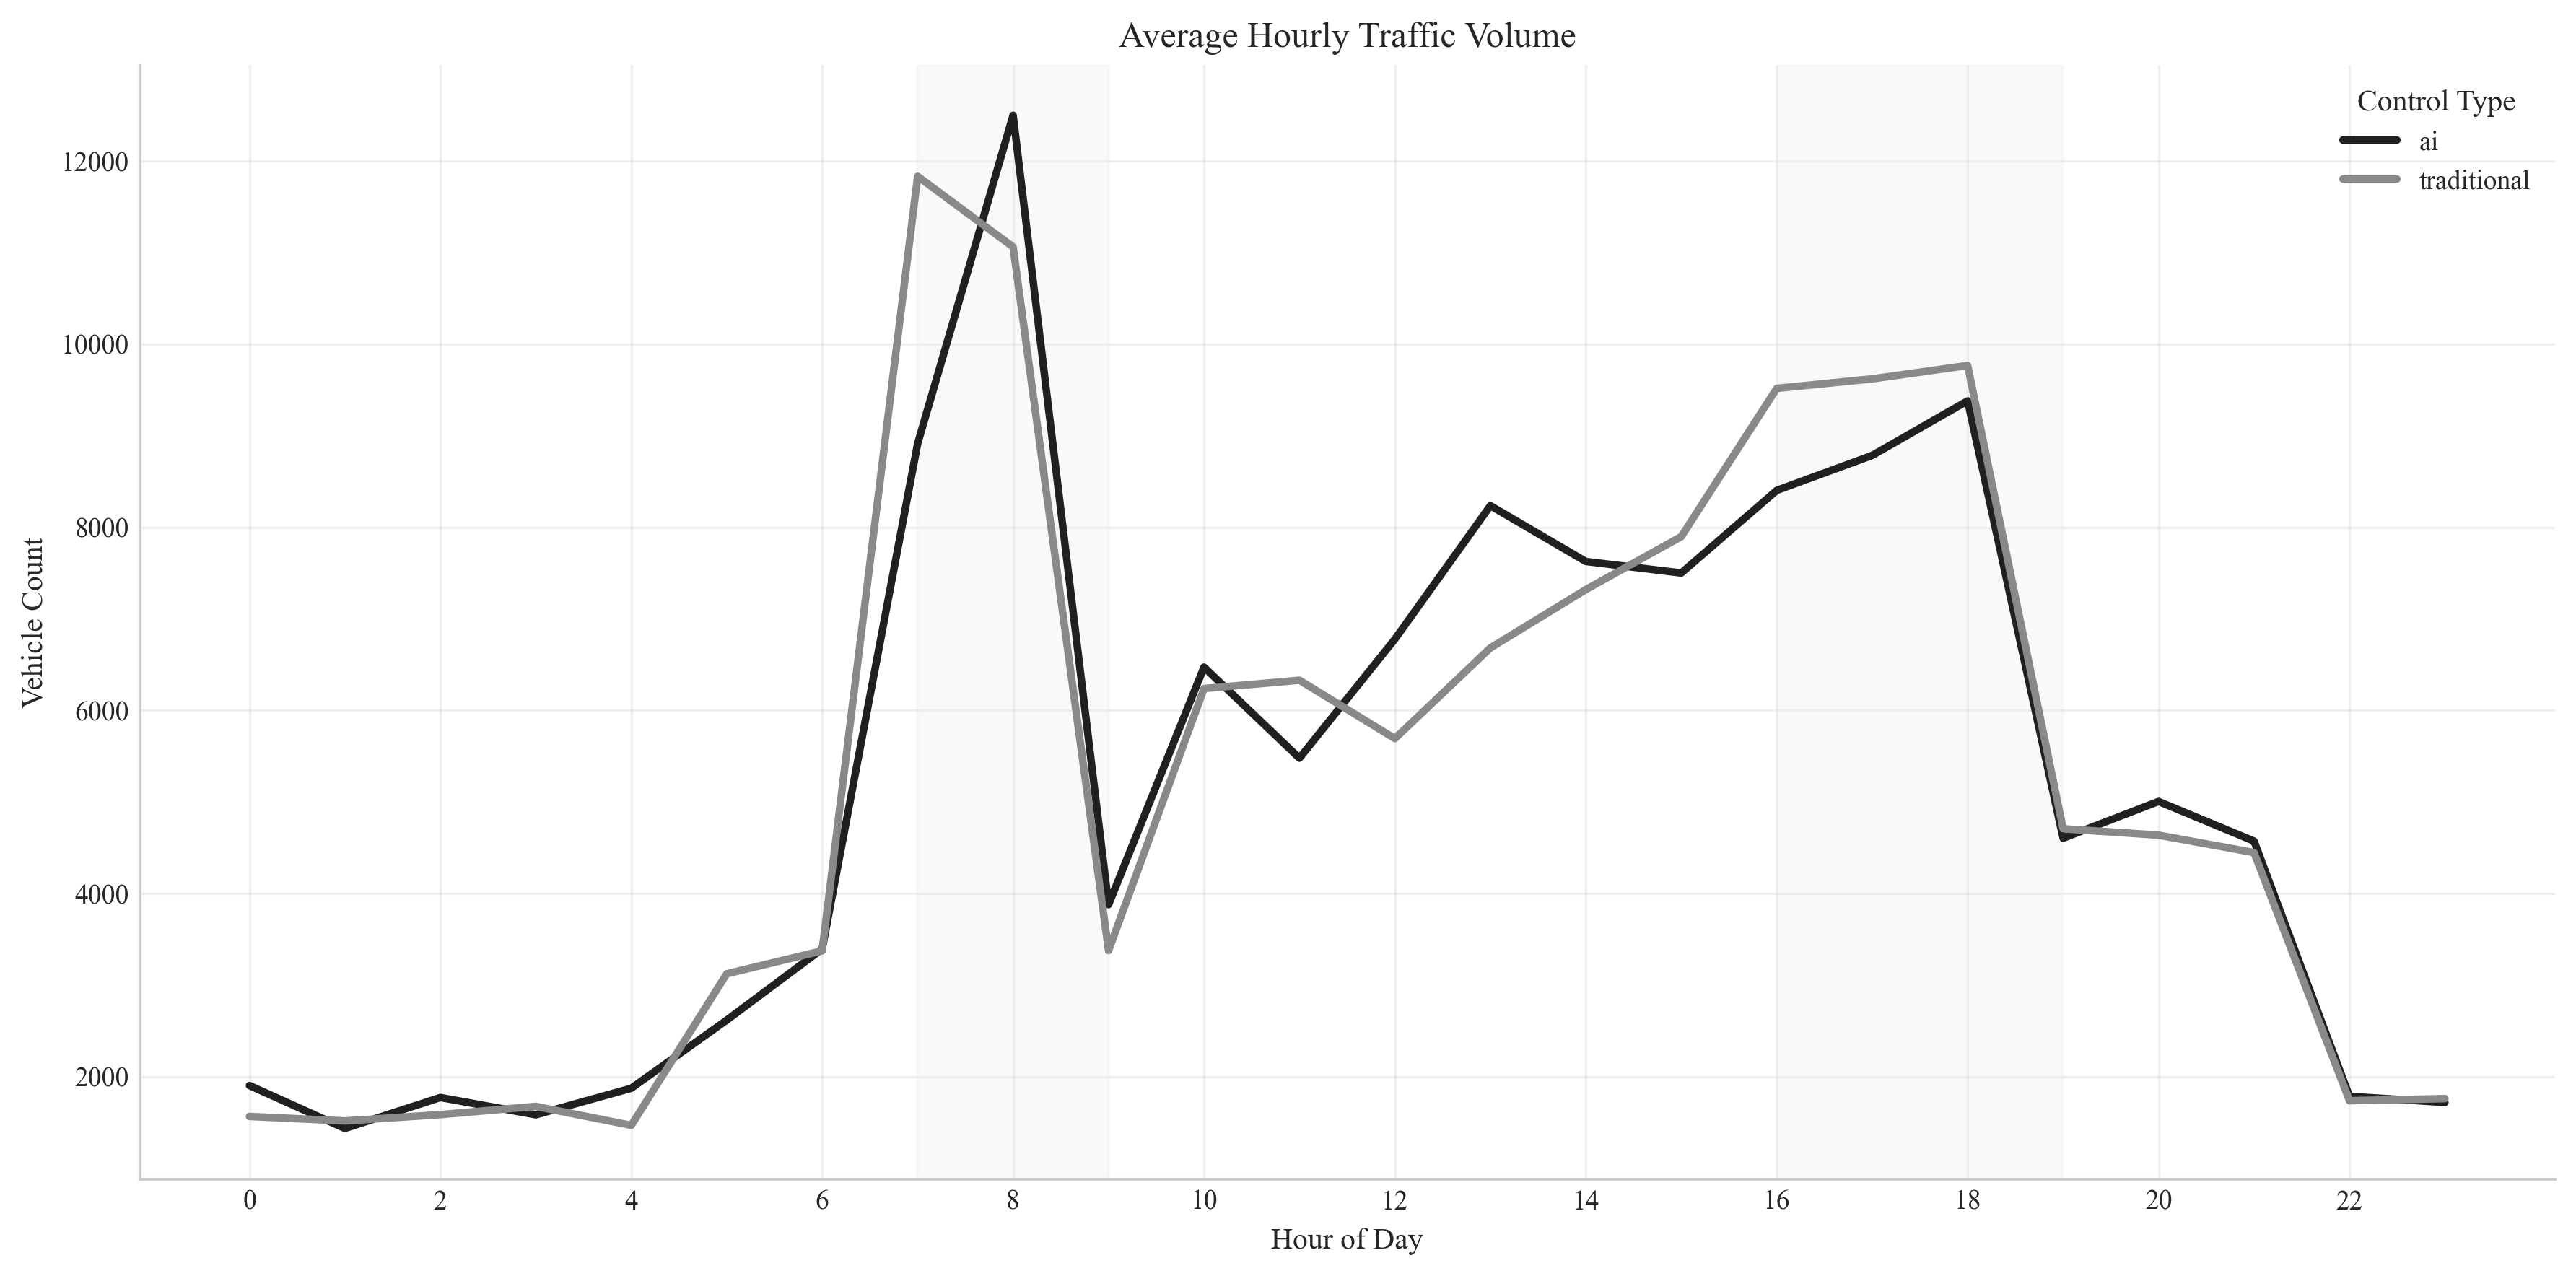 Average Hourly Traffic Volume
Control Type
ai
traditional
Vehicle Count
12000
10000
8000
6000
4000
2000
0 2 4 6 8 10 12 14 16 18 20 22
Hour of Day